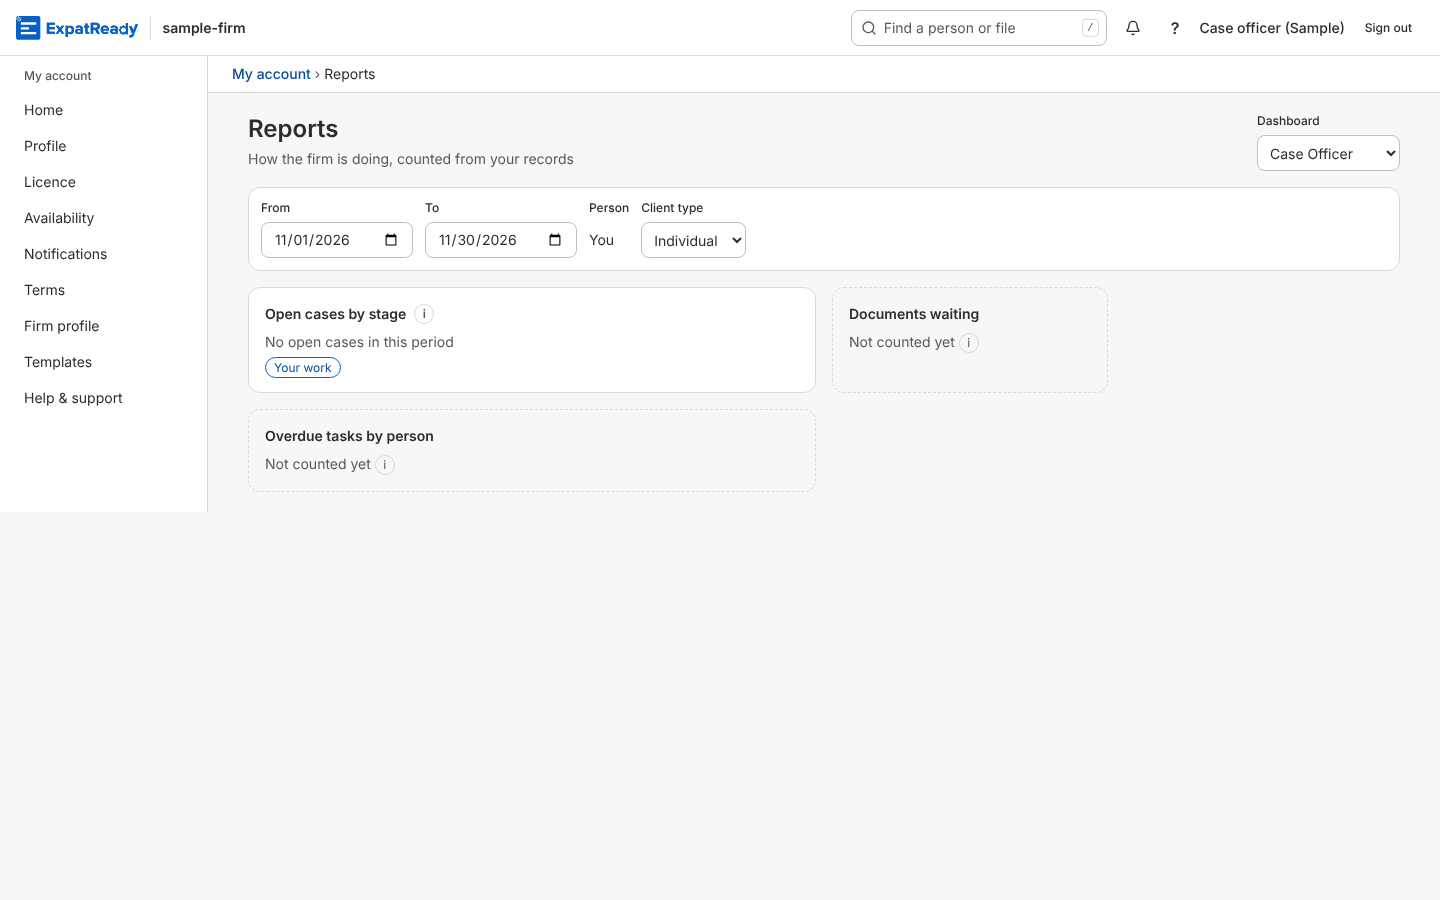 ExpatReady
sample-firm
Find a person or file
/
?
Case officer (Sample)
Sign out
My account
Home
Profile
Licence
Availability
Notifications
Terms
Firm profile
Templates
Help & support
My account › Reports
Reports
How the firm is doing, counted from your records
Dashboard
Case Officer
From
To
Person
Client type
11/01/2026
11/30/2026
You
Individual
Open cases by stage
i
No open cases in this period
Your work
Documents waiting
Not counted yet i
Overdue tasks by person
Not counted yet i